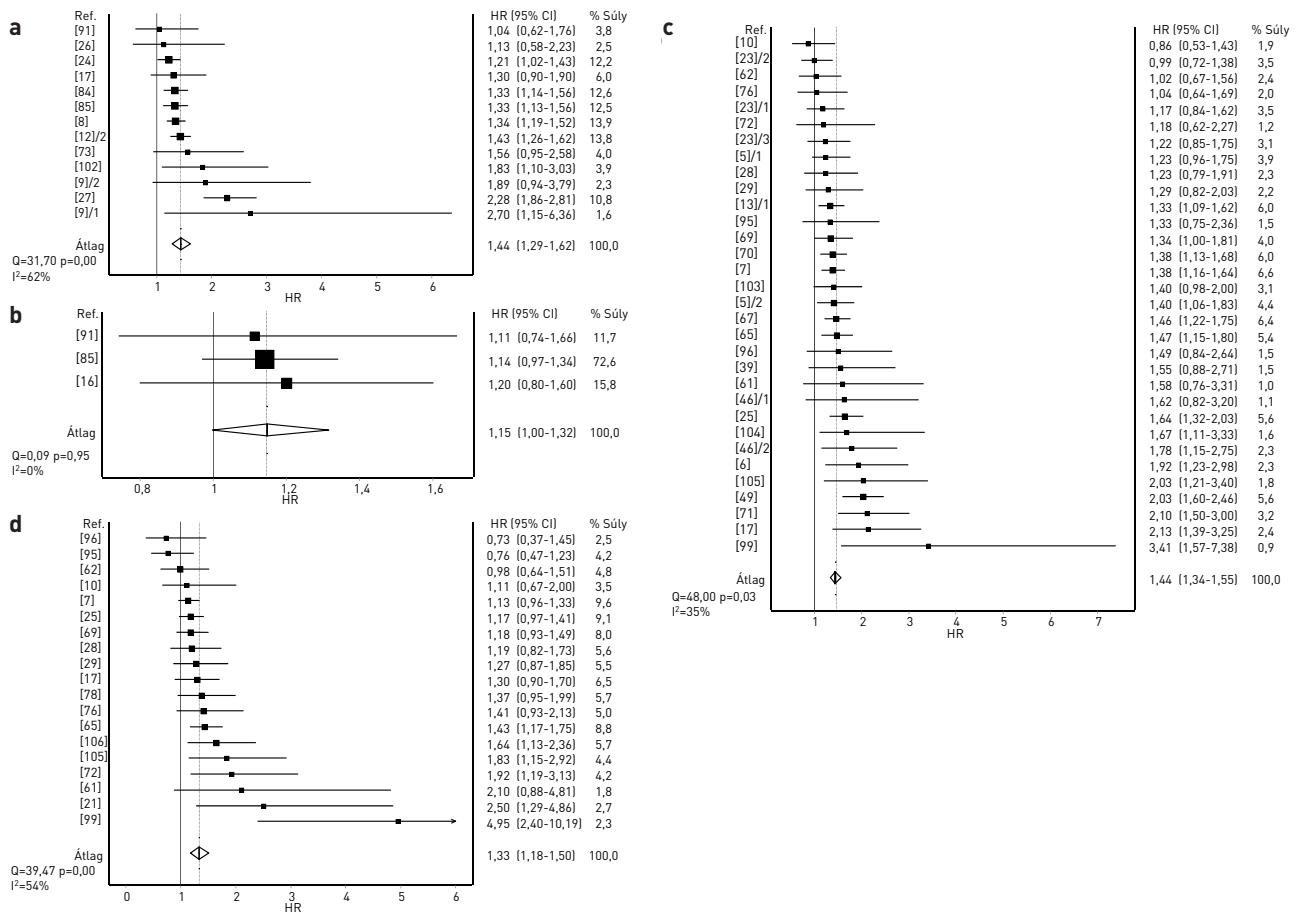 a
Ref. HR (95% CI) % Súly
[91] 1,04 (0,62-1,76) 3,8
[26] 1,13 (0,58-2,23) 2,5
[24] 1,21 (1,02-1,43) 12,2
[17] 1,30 (0,90-1,90) 6,0
[84] 1,33 (1,14-1,56) 12,6
[85] 1,33 (1,13-1,56) 12,5
[8] 1,34 (1,19-1,52) 13,9
[12]/2 1,43 (1,26-1,62) 13,8
[73] 1,56 (0,95-2,58) 4,0
[102] 1,83 (1,10-3,03) 3,9
[9]/2 1,89 (0,94-3,79) 2,3
[27] 2,28 (1,86-2,81) 10,8
[9]/1 2,70 (1,15-6,36) 1,6
Átlag 1,44 (1,29-1,62) 100,0
Q=31,70 p=0,00
I²=62%
1 2 3 4 5 6
HR
b
Ref. HR (95% CI) % Súly
[91] 1,11 (0,74-1,66) 11,7
[85] 1,14 (0,97-1,34) 72,6
[16] 1,20 (0,80-1,60) 15,8
Átlag 1,15 (1,00-1,32) 100,0
Q=0,09 p=0,95
I²=0%
0,8 1 1,2 1,4 1,6
HR
d
Ref. HR (95% CI) % Súly
[96] 0,73 (0,37-1,45) 2,5
[95] 0,76 (0,47-1,23) 4,2
[62] 0,98 (0,64-1,51) 4,8
[10] 1,11 (0,67-2,00) 3,5
[7] 1,13 (0,96-1,33) 9,6
[25] 1,17 (0,97-1,41) 9,1
[69] 1,18 (0,93-1,49) 8,0
[28] 1,19 (0,82-1,73) 5,6
[29] 1,27 (0,87-1,85) 5,5
[17] 1,30 (0,90-1,70) 6,5
[78] 1,37 (0,95-1,99) 5,7
[76] 1,41 (0,93-2,13) 5,0
[65] 1,43 (1,17-1,75) 8,8
[106] 1,64 (1,13-2,36) 5,7
[105] 1,83 (1,15-2,92) 4,4
[72] 1,92 (1,19-3,13) 4,2
[61] 2,10 (0,88-4,81) 1,8
[21] 2,50 (1,29-4,86) 2,7
[99] 4,95 (2,40-10,19) 2,3
Átlag 1,33 (1,18-1,50) 100,0
Q=39,47 p=0,00
I²=54%
0 1 2 3 4 5 6
HR
c
Ref. HR (95% CI) % Súly
[10] 0,86 (0,53-1,43) 1,9
[23]/2 0,99 (0,72-1,38) 3,5
[62] 1,02 (0,67-1,56) 2,4
[76] 1,04 (0,64-1,69) 2,0
[23]/1 1,17 (0,84-1,62) 3,5
[72] 1,18 (0,62-2,27) 1,2
[23]/3 1,22 (0,85-1,75) 3,1
[5]/1 1,23 (0,96-1,75) 3,9
[28] 1,23 (0,79-1,91) 2,3
[29] 1,29 (0,82-2,03) 2,2
[13]/1 1,33 (1,09-1,62) 6,0
[95] 1,33 (0,75-2,36) 1,5
[69] 1,34 (1,00-1,81) 4,0
[70] 1,38 (1,13-1,68) 6,0
[7] 1,38 (1,16-1,64) 6,6
[103] 1,40 (0,98-2,00) 3,1
[5]/2 1,40 (1,06-1,83) 4,4
[67] 1,46 (1,22-1,75) 6,4
[65] 1,47 (1,15-1,80) 5,4
[96] 1,49 (0,84-2,64) 1,5
[39] 1,55 (0,88-2,71) 1,5
[61] 1,58 (0,76-3,31) 1,0
[46]/1 1,62 (0,82-3,20) 1,1
[25] 1,64 (1,32-2,03) 5,6
[104] 1,67 (1,11-3,33) 1,6
[46]/2 1,78 (1,15-2,75) 2,3
[6] 1,92 (1,23-2,98) 2,3
[105] 2,03 (1,21-3,40) 1,8
[49] 2,03 (1,60-2,46) 5,6
[71] 2,10 (1,50-3,00) 3,2
[17] 2,13 (1,39-3,25) 2,4
[99] 3,41 (1,57-7,38) 0,9
Átlag 1,44 (1,34-1,55) 100,0
Q=48,00 p=0,03
I²=35%
1 2 3 4 5 6 7
HR